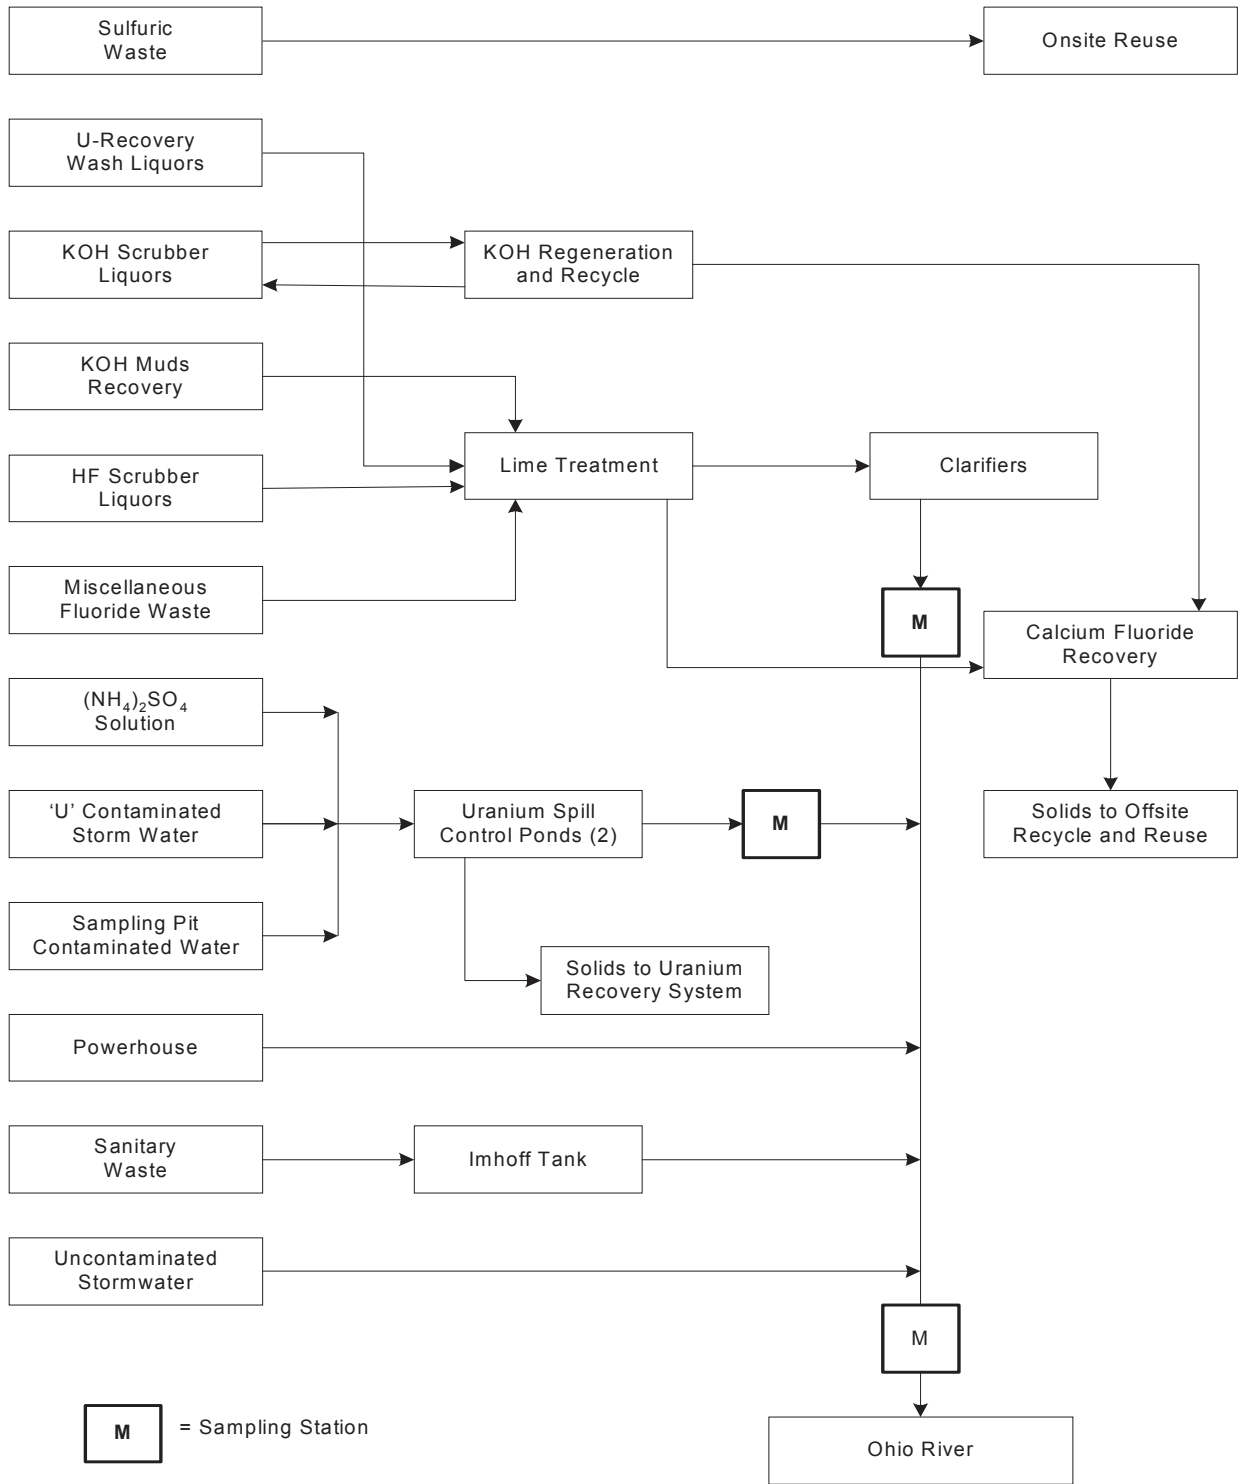 Sulfuric
Waste
Onsite Reuse
U-Recovery
Wash Liquors
KOH Scrubber
Liquors
KOH Regeneration
and Recycle
KOH Muds
Recovery
Lime Treatment
Clarifiers
HF Scrubber
Liquors
Miscellaneous
Fluoride Waste
M
Calcium Fluoride
Recovery
(NH₄)₂SO₄
Solution
‘U’ Contaminated
Storm Water
Uranium Spill
Control Ponds (2)
M
Solids to Offsite
Recycle and Reuse
Sampling Pit
Contaminated Water
Solids to Uranium
Recovery System
Powerhouse
Sanitary
Waste
Imhoff Tank
Uncontaminated
Stormwater
M
M
= Sampling Station
Ohio River